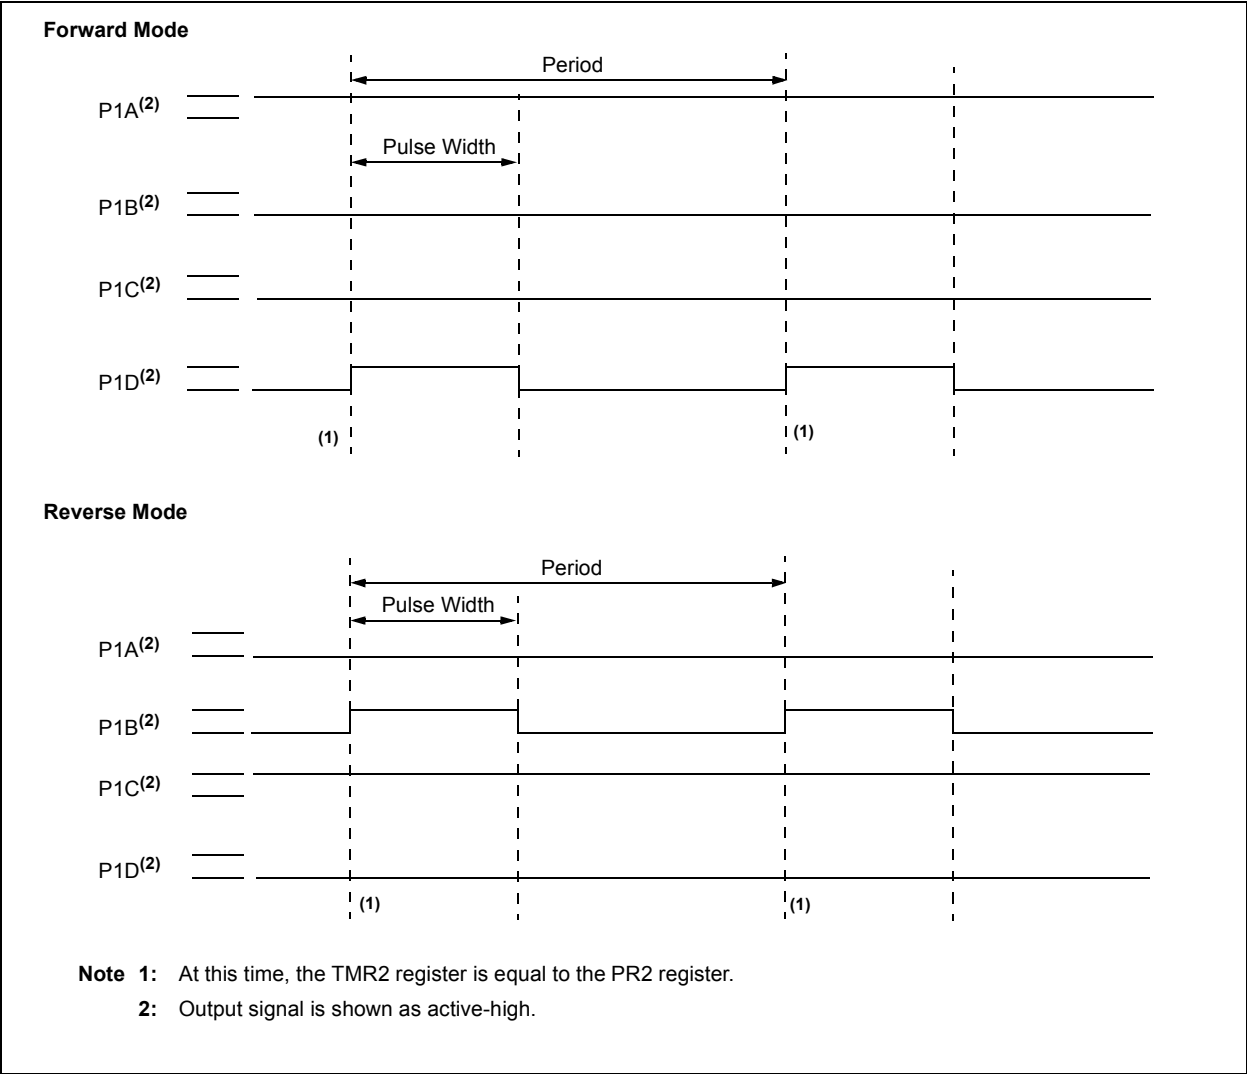 Forward Mode
Period
P1A(2)
Pulse Width
P1B(2)
P1C(2)
P1D(2)
(1) (1)
Reverse Mode
Period
Pulse Width
P1A(2)
P1B(2)
P1C(2)
P1D(2)
(1) (1)
Note 1: At this time, the TMR2 register is equal to the PR2 register.
2: Output signal is shown as active-high.